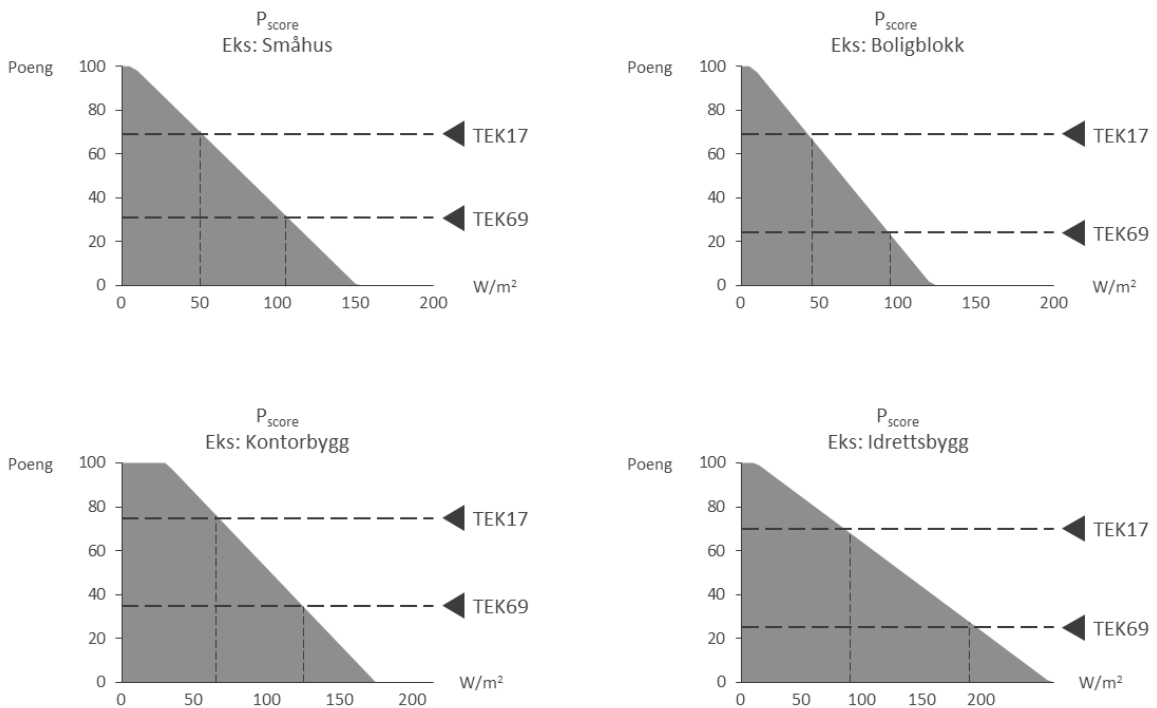 P_score
Eks: Småhus
Poeng
100
80
60
40
20
0
TEK17
TEK69
0 50 100 150 200
W/m²
P_score
Eks: Boligblokk
Poeng
100
80
60
40
20
0
TEK17
TEK69
0 50 100 150 200
W/m²
P_score
Eks: Kontorbygg
Poeng
100
80
60
40
20
0
TEK17
TEK69
0 50 100 150 200
W/m²
P_score
Eks: Idrettsbygg
Poeng
100
80
60
40
20
0
TEK17
TEK69
0 50 100 150 200
W/m²